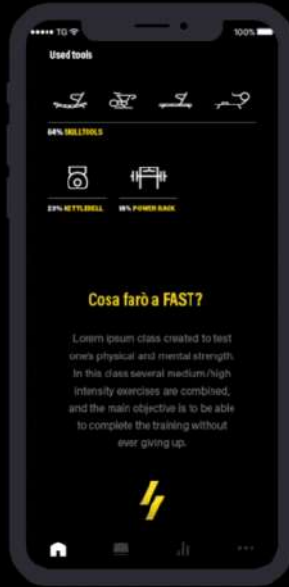 TG 100%
Used tools
64% SKILLTOOLS
KETTLEBELL POWER RACK
Cosa farò a FAST?
Lorem ipsum class created to test
one's physical and mental strength.
In this class several medium/high
intensity exercises are combined,
and the main objective is to be able
to complete the training without
ever giving up.